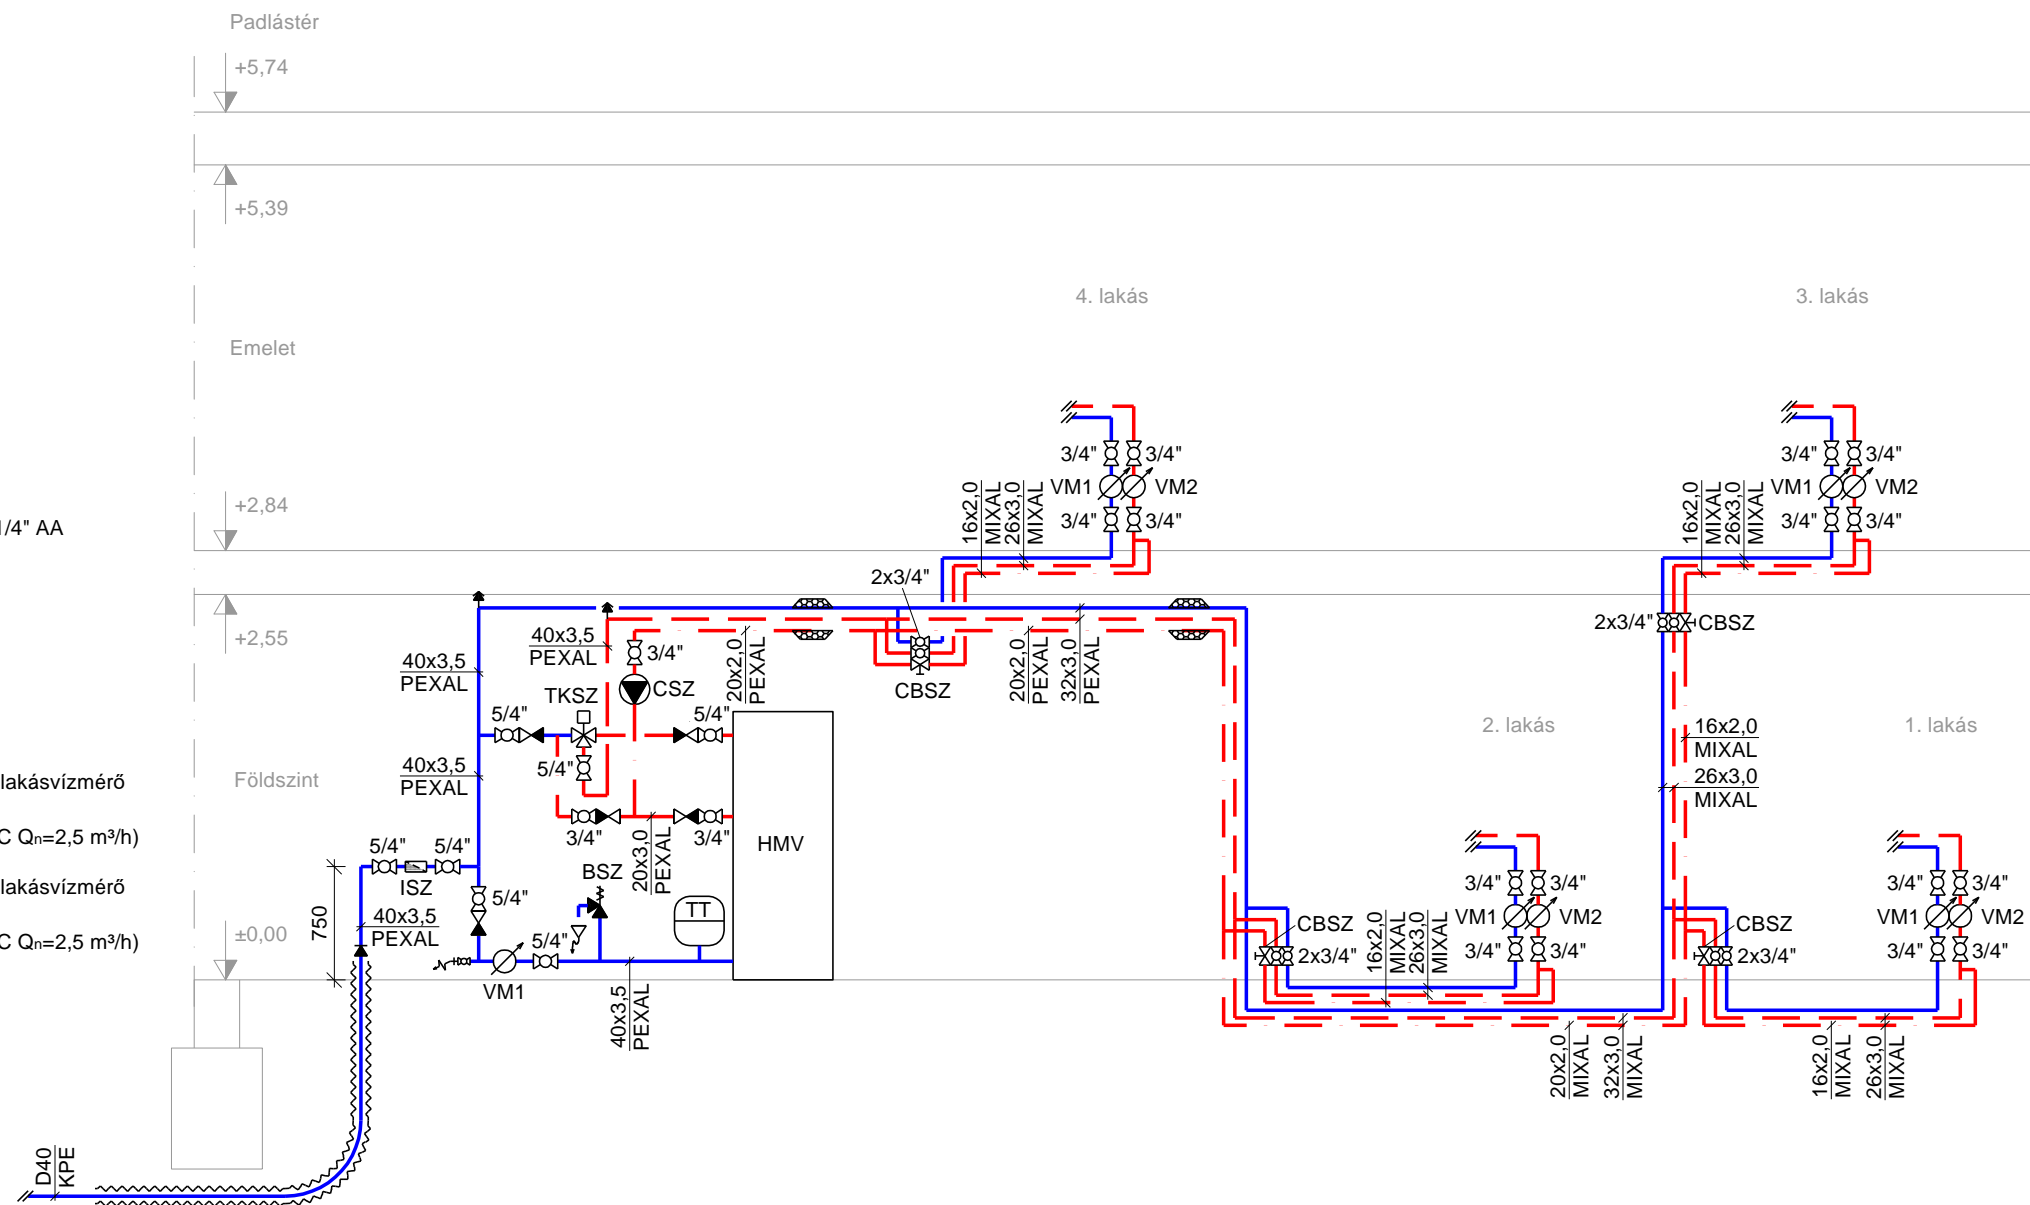 Padlástér
+5,74
+5,39
4. lakás
3. lakás
Emelet
3/4"
3/4"
3/4"
3/4"
VM1
VM2
VM1
VM2
3/4"
3/4"
3/4"
3/4"
16x2,0
MIXAL
26x3,0
MIXAL
16x2,0
MIXAL
26x3,0
MIXAL
+2,84
1/4" AA
2x3/4"
+2,55
40x3,5
PEXAL
3/4"
2x3/4"
CBSZ
40x3,5
PEXAL
20x2,0
PEXAL
20x2,0
PEXAL
32x3,0
PEXAL
TKSZ
CSZ
CBSZ
5/4"
5/4"
2. lakás
16x2,0
MIXAL
1. lakás
40x3,5
PEXAL
5/4"
26x3,0
MIXAL
Földszint
lakásvízmérő
C Qn=2,5 m³/h)
3/4"
3/4"
20x3,0
PEXAL
HMV
5/4"
5/4"
ISZ
BSZ
lakásvízmérő
5/4"
3/4"
3/4"
3/4"
3/4"
750
40x3,5
PEXAL
TT
VM1
VM2
VM1
VM2
CBSZ
CBSZ
±0,00
C Qn=2,5 m³/h)
5/4"
2x3/4"
16x2,0
MIXAL
26x3,0
MIXAL
3/4"
3/4"
2x3/4"
3/4"
3/4"
VM1
40x3,5
PEXAL
20x2,0
MIXAL
32x3,0
MIXAL
16x2,0
MIXAL
26x3,0
MIXAL
D40
KPE